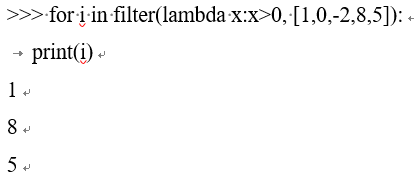 >>> for i in filter(lambda x:x>0, [1,0,-2,8,5]):
print(i)
1
8
5